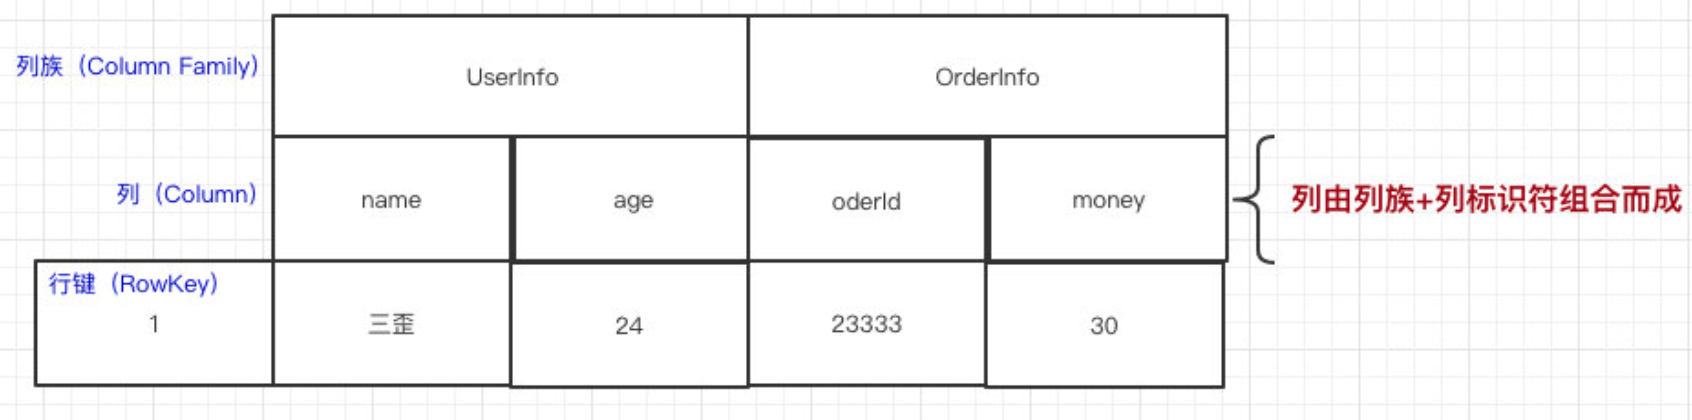 列族（Column Family）
UserInfo
OrderInfo
列（Column）
name
age
oderId
money
列由列族+列标识符组合而成
行键（RowKey）
1
三歪
24
23333
30